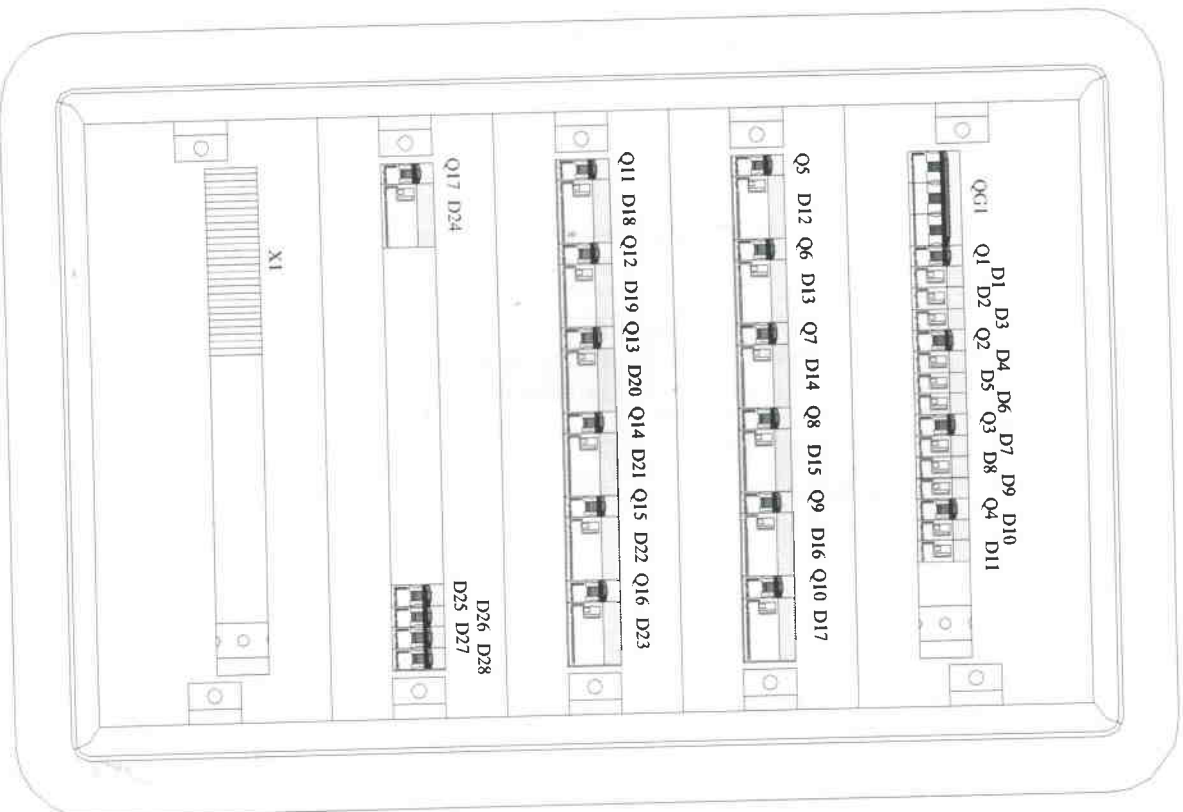 QG1 Q1 D1 D2 D3 Q2 D4 D5 D6 Q3 D7 D8 D9 Q4 D10 D11
Q5 D12 Q6 D13 Q7 D14 Q8 D15 Q9 D16 Q10 D17
Q11 D18 Q12 D19 Q13 D20 Q14 D21 Q15 D22 Q16 D23
Q17 D24 D25 D26 D27 D28
X1